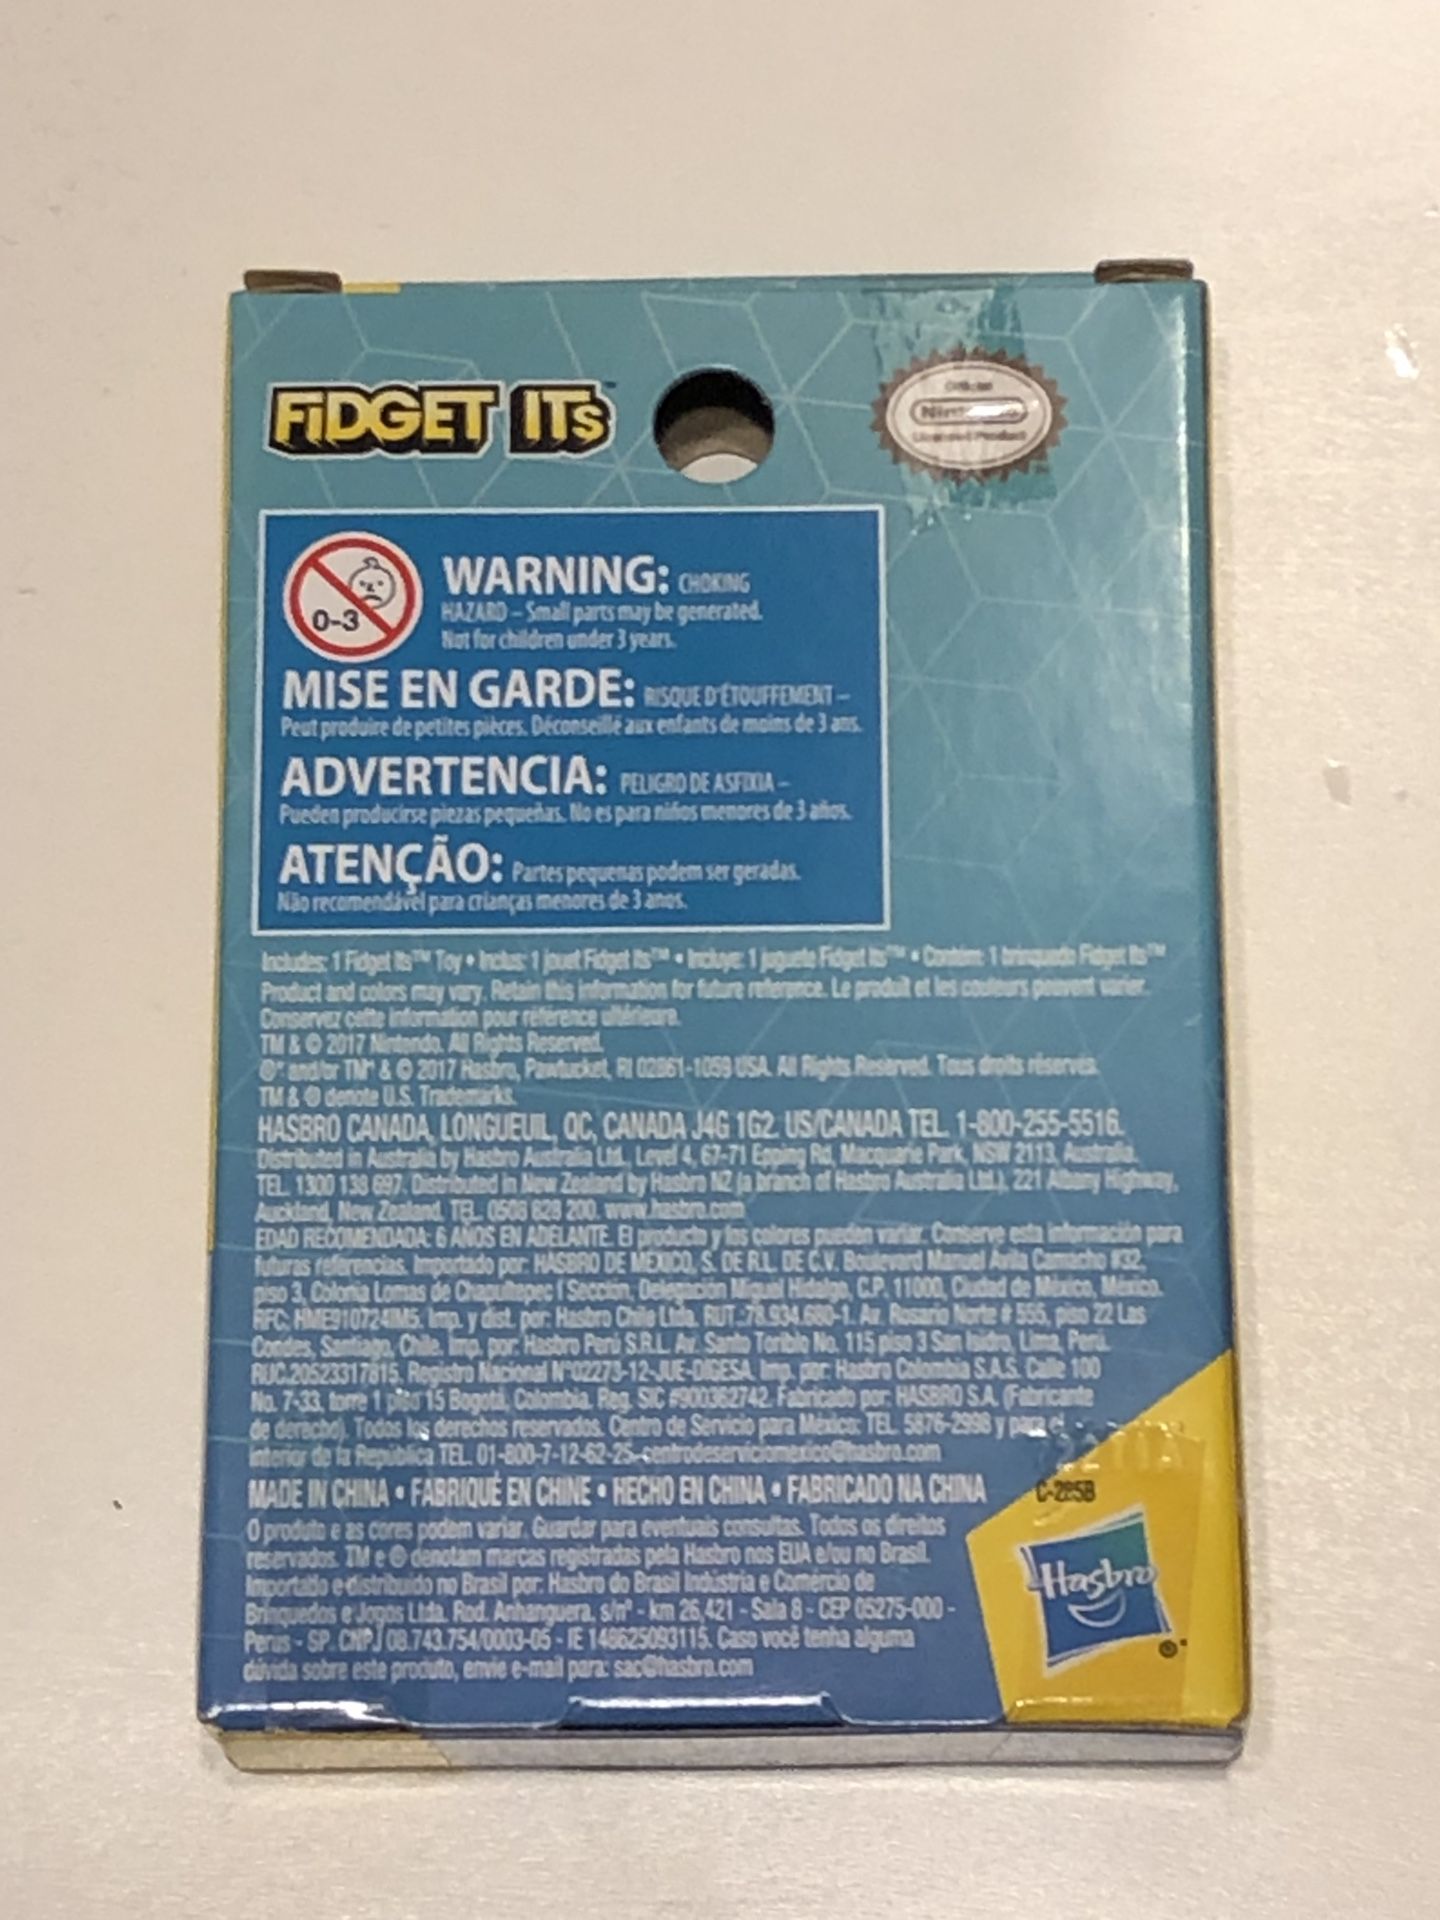 FiDGET ITs™
Official
Nintendo
Licensed Product
0-3
WARNING: CHOKING
HAZARD – Small parts may be generated.
Not for children under 3 years.
MISE EN GARDE: RISQUE D'ÉTOUFFEMENT –
Peut produire de petites pièces. Déconseillé aux enfants de moins de 3 ans.
ADVERTENCIA: PELIGRO DE ASFIXIA –
Pueden producirse piezas pequeñas. No es para niños menores de 3 años.
ATENÇÃO: Partes pequenas podem ser geradas.
Não recomendável para crianças menores de 3 anos.
Includes: 1 Fidget Its™ Toy • Inclus: 1 jouet Fidget Its™ • Incluye: 1 juguete Fidget Its™ • Contém: 1 brinquedo Fidget Its™
Product and colors may vary. Retain this information for future reference. Le produit et les couleurs peuvent varier.
Conservez cette information pour référence ultérieure.
TM & © 2017 Nintendo. All Rights Reserved.
®* and/or TM* & © 2017 Hasbro, Pawtucket, RI 02861-1059 USA. All Rights Reserved. Tous droits réservés.
TM & ® denote U.S. Trademarks.
HASBRO CANADA, LONGUEUIL, QC, CANADA J4G 1G2. US/CANADA TEL. 1-800-255-5516.
Distributed in Australia by Hasbro Australia Ltd., Level 4, 67-71 Epping Rd, Macquarie Park, NSW 2113, Australia,
TEL. 1300 138 697. Distributed in New Zealand by Hasbro NZ (a branch of Hasbro Australia Ltd.), 221 Albany Highway,
Auckland, New Zealand. TEL. 0508 828 200. www.hasbro.com
EDAD RECOMENDADA: 6 AÑOS EN ADELANTE. El producto y los colores pueden variar. Conserve esta información para
futuras referencias. Importado por: HASBRO DE MEXICO, S. DE R.L. DE C.V. Boulevard Manuel Ávila Camacho #32,
piso 3, Colonia Lomas de Chapultepec I Sección, Delegación Miguel Hidalgo, C.P. 11000, Ciudad de México, México.
RFC: HME910724IM5. Imp. y dist. por: Hasbro Chile Ltda. RUT.:78.934.680-1. Av. Rosario Norte # 555, piso 22 Las
Condes, Santiago, Chile. Imp. por: Hasbro Perú S.R.L. Av. Santo Toribio No. 115 piso 3 San Isidro, Lima, Perú.
RUC:20523317815. Registro Nacional N°02273-12-JUE-DIGESA. Imp. por: Hasbro Colombia S.A.S. Calle 100
No. 7-33, torre 1 piso 15 Bogotá, Colombia. Reg. SIC #900362742. Fabricado por: HASBRO S.A. (Fabricante
de derecho). Todos los derechos reservados. Centro de Servicio para México: TEL. 5876-2998 y para el
interior de la República TEL. 01-800-7-12-62-25. centrodeserviciomexico@hasbro.com
MADE IN CHINA • FABRIQUÉ EN CHINE • HECHO EN CHINA • FABRICADO NA CHINA
C-285B
O produto e as cores podem variar. Guardar para eventuais consultas. Todos os direitos
reservados. TM e ® denotam marcas registradas pela Hasbro nos EUA e/ou no Brasil.
Importado e distribuído no Brasil por: Hasbro do Brasil Indústria e Comércio de
Brinquedos e Jogos Ltda. Rod. Anhanguera, s/nº - km 26,421 - Sala 8 - CEP 05275-000 -
Perus - SP. CNPJ 08.743.754/0003-05 - IE 148625093115. Caso você tenha alguma
dúvida sobre este produto, envie e-mail para: sac@hasbro.com
Hasbro